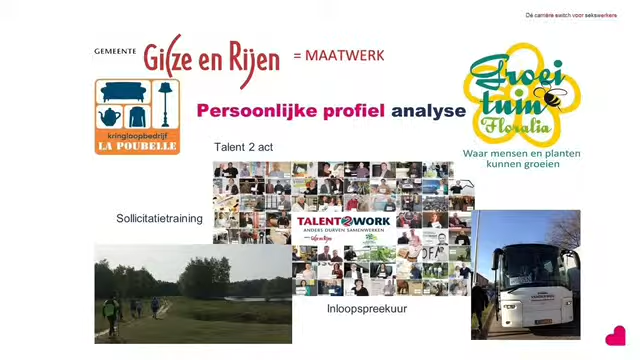 Dé carrière switch voor sekswerkers
GEMEENTE
Gilze en Rijen = MAATWERK
kringloopbedrijf
LA POUBELLE
Groei
tuin
Floralia
Waar mensen en planten
kunnen groeien
Persoonlijke profiel analyse
Talent 2 act
Sollicitatietraining
TALENT2WORK
ANDERS DURVEN SAMENWERKEN
Inloopspreekuur